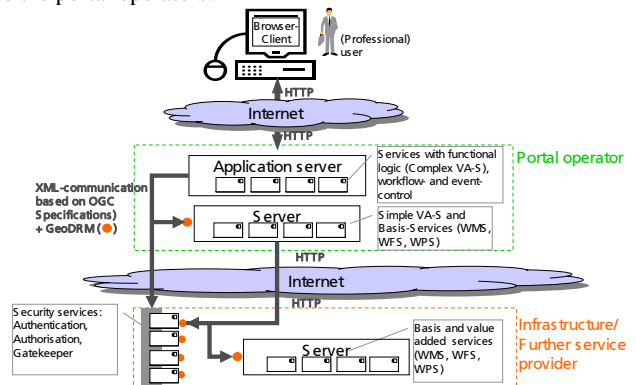 the portal operators.
Browser-
Client
(Professional)
user
HTTP
Internet
HTTP
Portal operator
Application server
Services with functional
logic (Complex VA-S),
workflow- and event-
control
XML-communication
based on OGC
Specifications)
+ GeoDRM ( )
Server
Simple VA-S and
Basis-Services (WMS,
WFS, WPS)
HTTP
Internet
HTTP
Security services:
Authentication,
Authorisation,
Gatekeeper
Infrastructure/
Further service
provider
Server
Basis and value
added services
(WMS, WFS,
WPS)